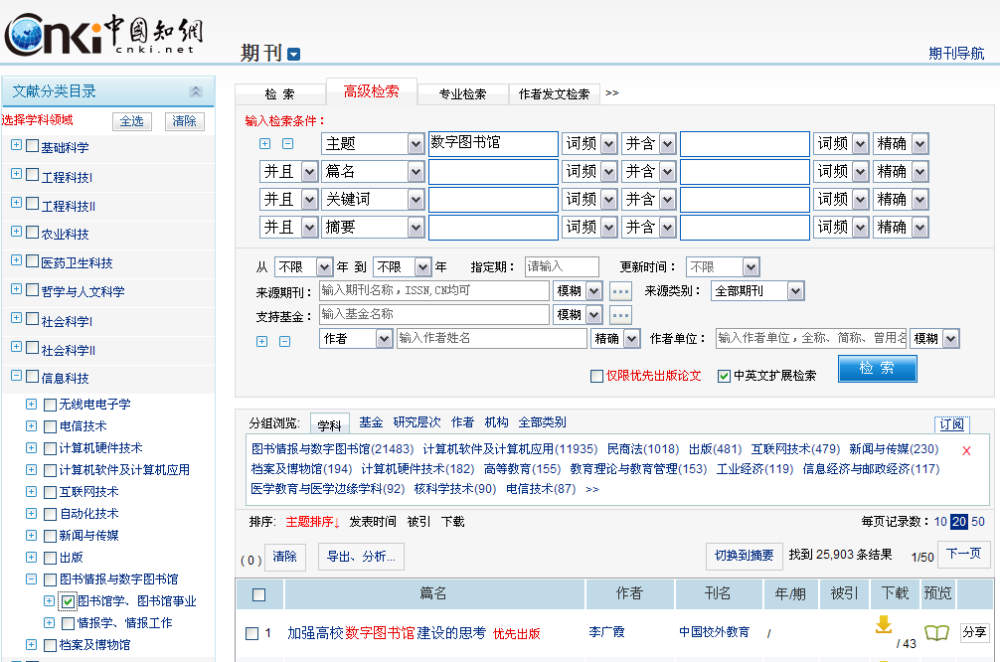 Cnki 中國知網
cnki.net
期刊
期刊导航
文献分类目录
选择学科领域 全选 清除
基础科学
工程科技I
工程科技II
农业科技
医药卫生科技
哲学与人文科学
社会科学I
社会科学II
信息科技
无线电电子学
电信技术
计算机硬件技术
计算机软件及计算机应用
互联网技术
自动化技术
新闻与传媒
出版
图书情报与数字图书馆
图书馆学、图书馆事业
情报学、情报工作
档案及博物馆
检 索 高级检索 专业检索 作者发文检索 >>
输入检索条件：
主题 数字图书馆 词频 并含 词频 精确
并且 篇名 词频 并含 词频 精确
并且 关键词 词频 并含 词频 精确
并且 摘要 词频 并含 词频 精确
从 不限 年 到 不限 年 指定期： 请输入 更新时间： 不限
来源期刊： 输入期刊名称，ISSN,CN均可 模糊 ... 来源类别： 全部期刊
支持基金： 输入基金名称 模糊 ...
作者 输入作者姓名 精确 作者单位： 输入作者单位，全称、简称、曾用名 模糊
仅限优先出版论文 中英文扩展检索 检 索
分组浏览: 学科 基金 研究层次 作者 机构 全部类别 订阅
图书情报与数字图书馆(21483) 计算机软件及计算机应用(11935) 民商法(1018) 出版(481) 互联网技术(479) 新闻与传媒(230) X
档案及博物馆(194) 计算机硬件技术(182) 高等教育(155) 教育理论与教育管理(153) 工业经济(119) 信息经济与邮政经济(117)
医学教育与医学边缘学科(92) 核科学技术(90) 电信技术(87) >>
排序: 主题排序↓ 发表时间 被引 下载 每页记录数：10 20 50
(0) 清除 导出、分析... 切换到摘要 找到 25,903 条结果 1/50 下一页
篇名 作者 刊名 年/期 被引 下载 预览
1 加强高校数字图书馆建设的思考 优先出版 李广霞 中国校外教育 / / 43 分享